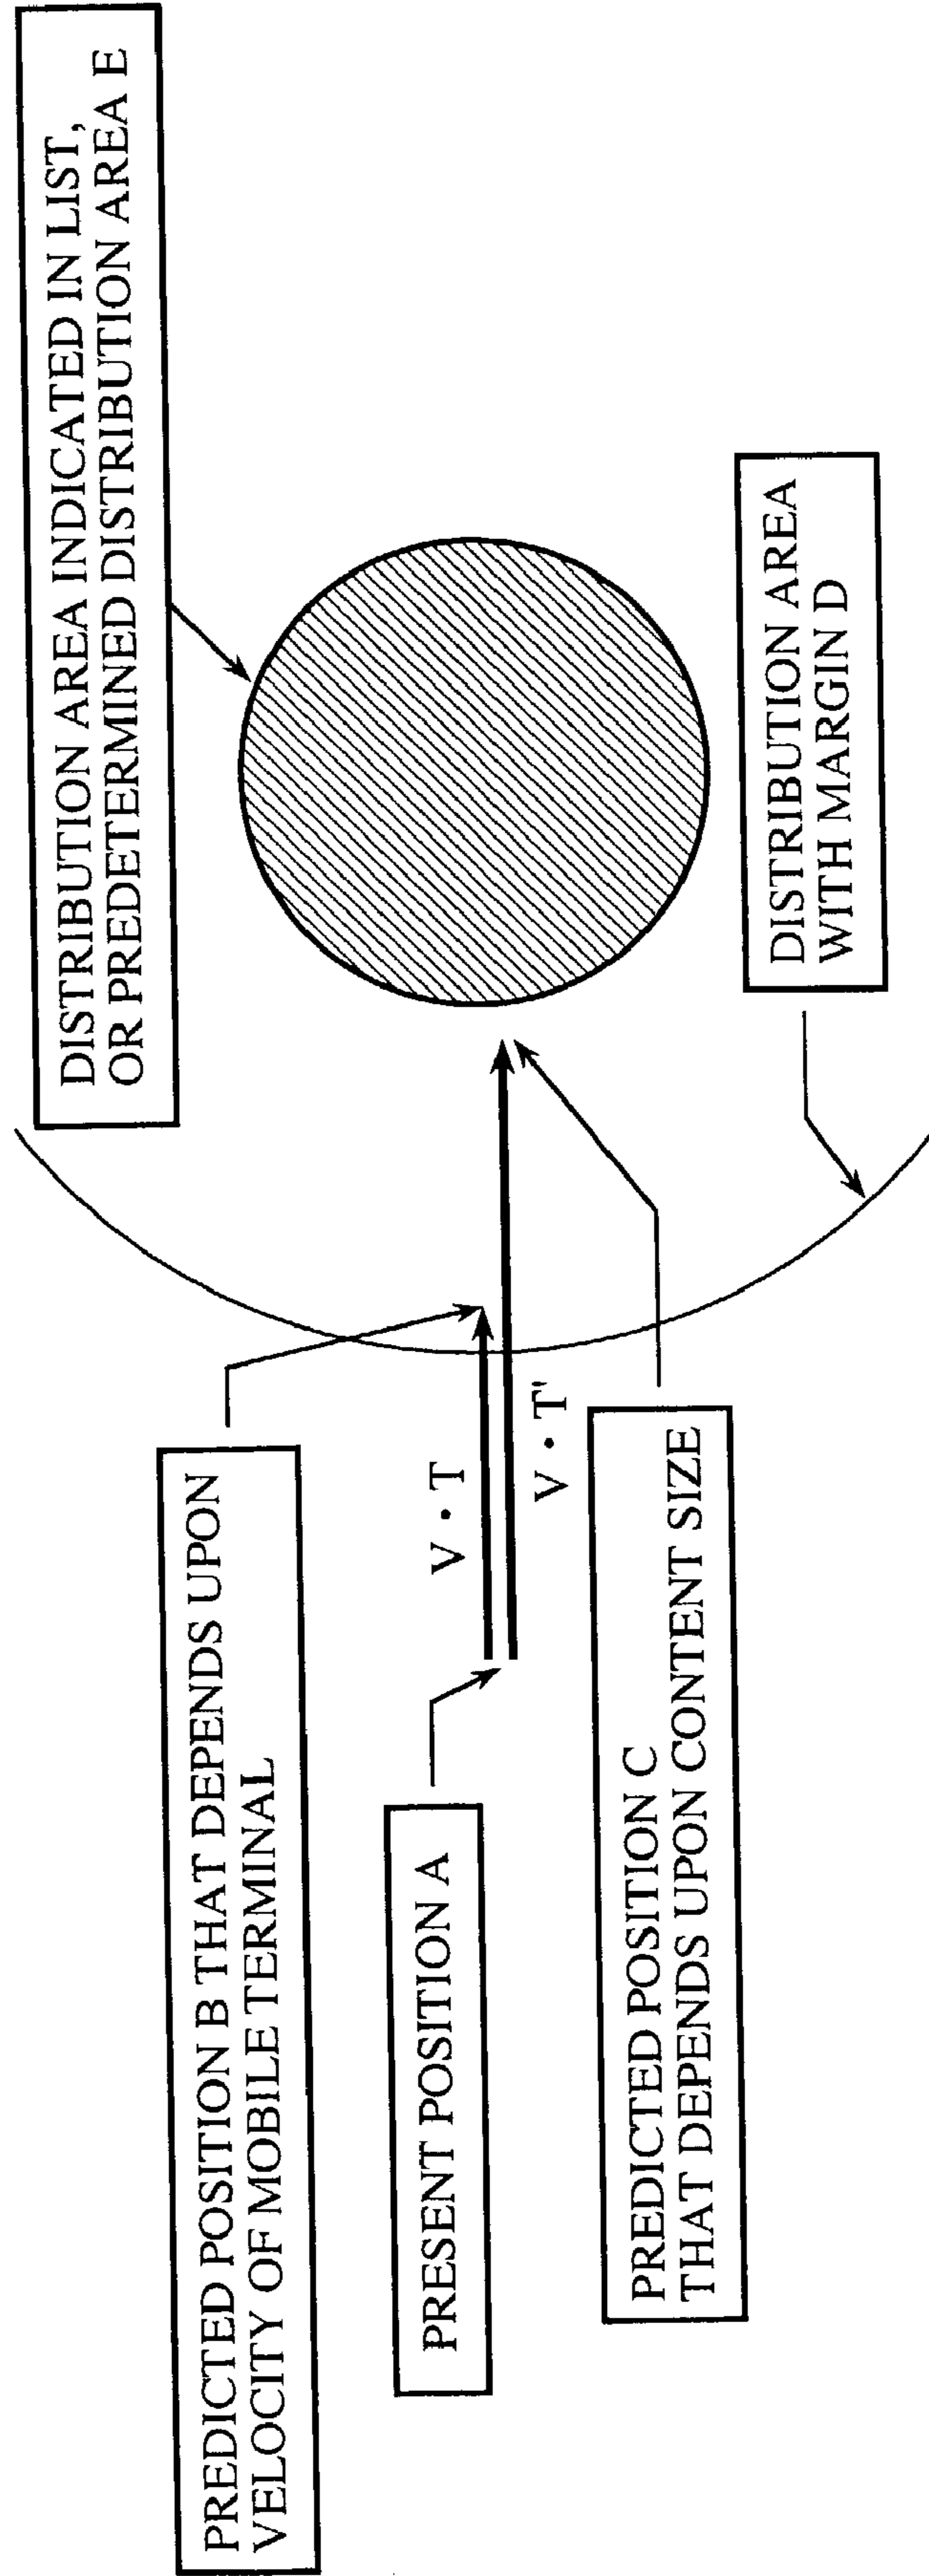 DISTRIBUTION AREA INDICATED IN LIST,
OR PREDETERMINED DISTRIBUTION AREA E
PREDICTED POSITION B THAT DEPENDS UPON
VELOCITY OF MOBILE TERMINAL
V · T
PRESENT POSITION A
V · T'
PREDICTED POSITION C
THAT DEPENDS UPON CONTENT SIZE
DISTRIBUTION AREA
WITH MARGIN D